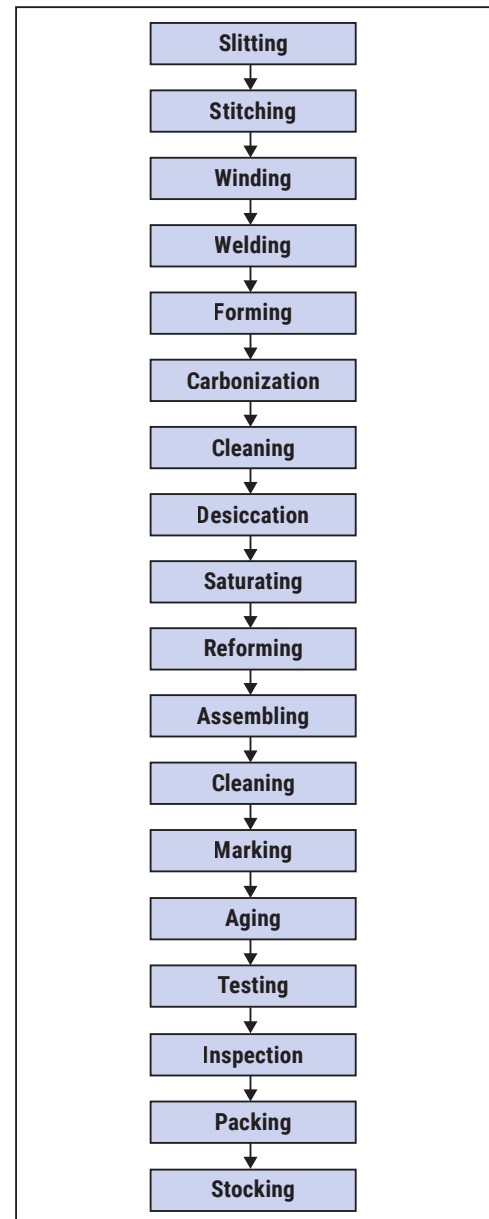 Slitting
Stitching
Winding
Welding
Forming
Carbonization
Cleaning
Desiccation
Saturating
Reforming
Assembling
Cleaning
Marking
Aging
Testing
Inspection
Packing
Stocking